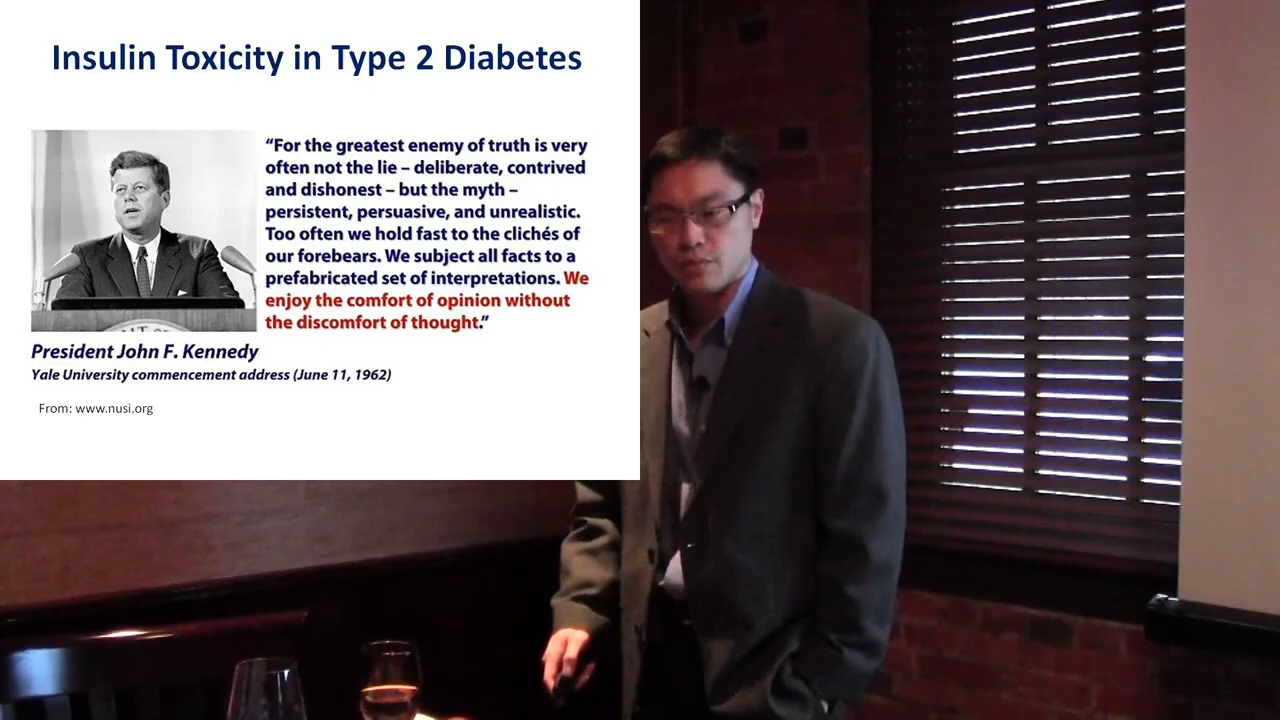 Insulin Toxicity in Type 2 Diabetes
“For the greatest enemy of truth is very
often not the lie – deliberate, contrived
and dishonest – but the myth –
persistent, persuasive, and unrealistic.
Too often we hold fast to the clichés of
our forebears. We subject all facts to a
prefabricated set of interpretations. We
enjoy the comfort of opinion without
the discomfort of thought.”
President John F. Kennedy
Yale University commencement address (June 11, 1962)
From: www.nusi.org